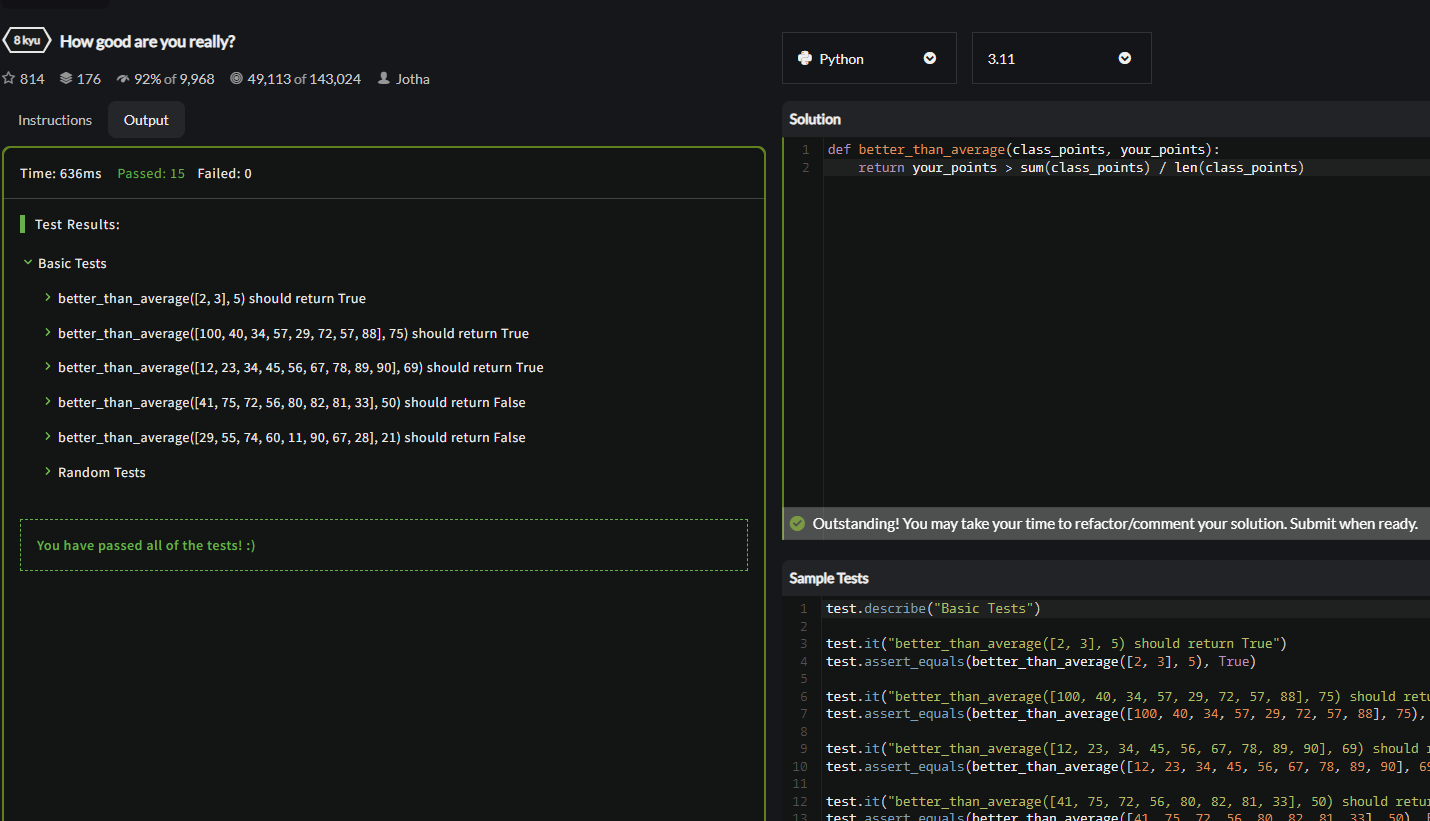 8 kyu How good are you really?
814 176 92% of 9,968 49,113 of 143,024 Jotha
Instructions Output
Time: 636ms Passed: 15 Failed: 0
Test Results:
Basic Tests
better_than_average([2, 3], 5) should return True
better_than_average([100, 40, 34, 57, 29, 72, 57, 88], 75) should return True
better_than_average([12, 23, 34, 45, 56, 67, 78, 89, 90], 69) should return True
better_than_average([41, 75, 72, 56, 80, 82, 81, 33], 50) should return False
better_than_average([29, 55, 74, 60, 11, 90, 67, 28], 21) should return False
Random Tests
You have passed all of the tests! :)
Python 3.11
Solution
1 def better_than_average(class_points, your_points):
2 return your_points > sum(class_points) / len(class_points)
Outstanding! You may take your time to refactor/comment your solution. Submit when ready.
Sample Tests
1 test.describe("Basic Tests")
2
3 test.it("better_than_average([2, 3], 5) should return True")
4 test.assert_equals(better_than_average([2, 3], 5), True)
5
6 test.it("better_than_average([100, 40, 34, 57, 29, 72, 57, 88], 75) should
7 test.assert_equals(better_than_average([100, 40, 34, 57, 29, 72, 57, 88], 75),
8
9 test.it("better_than_average([12, 23, 34, 45, 56, 67, 78, 89, 90], 69) should
10 test.assert_equals(better_than_average([12, 23, 34, 45, 56, 67, 78, 89, 90],
11
12 test.it("better_than_average([41, 75, 72, 56, 80, 82, 81, 33], 50) should
13 test.assert_equals(better_than_average([41, 75, 72, 56, 80, 82, 81, 33], 50),